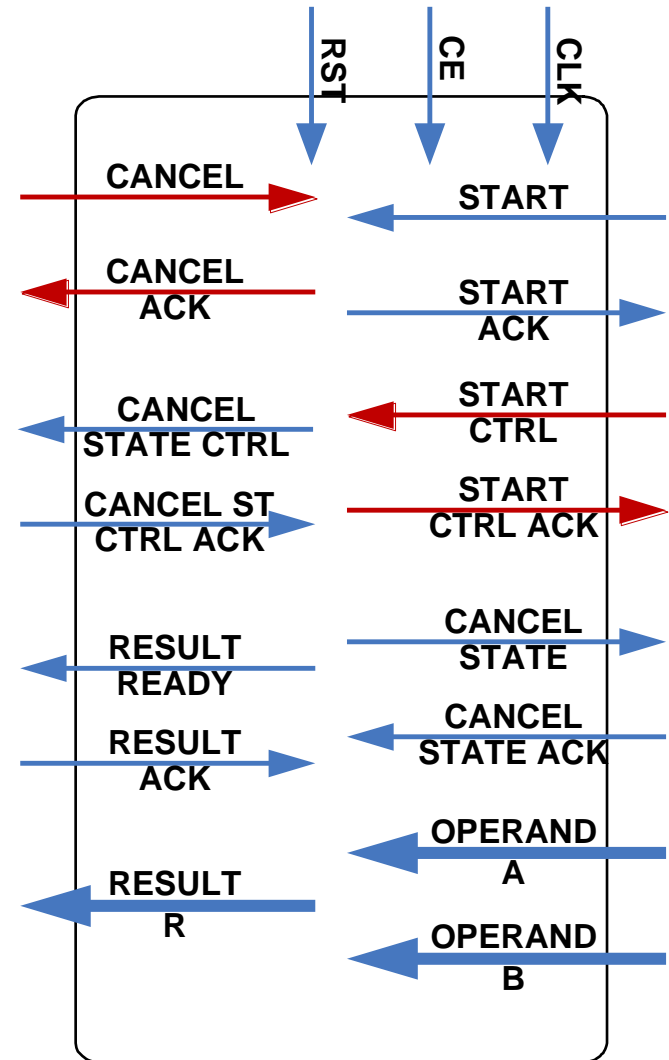 RST
CE
CLK
CANCEL
CANCEL
ACK
CANCEL
STATE CTRL
CANCEL ST
CTRL ACK
RESULT
READY
RESULT
ACK
RESULT
R
START
START
ACK
START
CTRL
START
CTRL ACK
CANCEL
STATE
CANCEL
STATE ACK
OPERAND
A
OPERAND
B